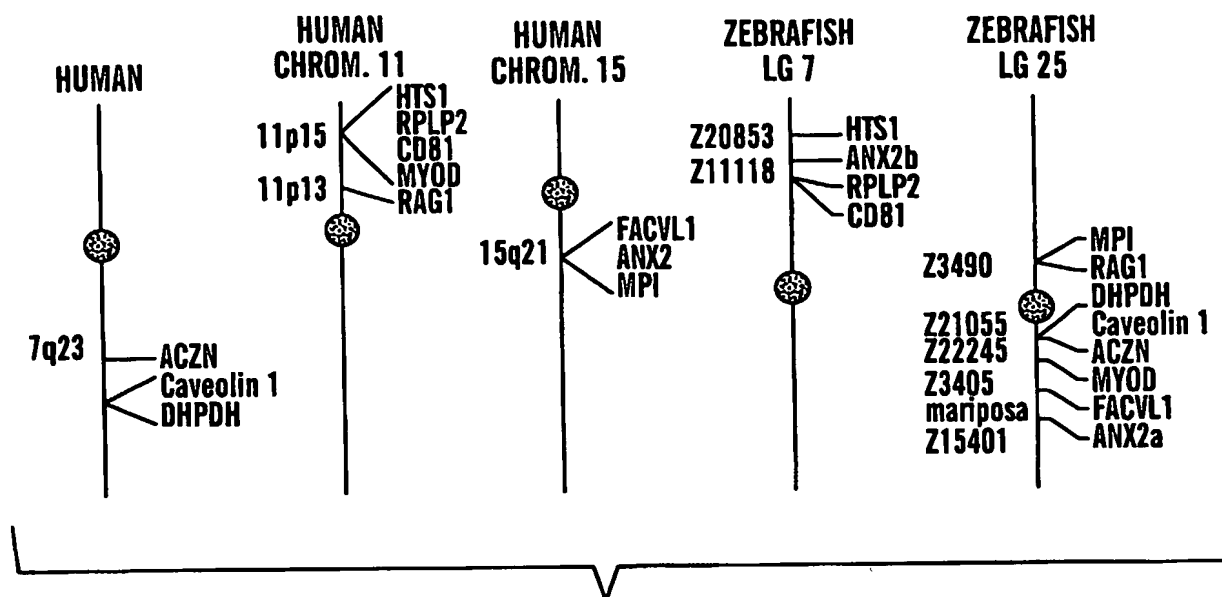 HUMAN
7q23
ACZN
Caveolin 1
DHPDH
HUMAN
CHROM. 11
11p15
11p13
HTS1
RPLP2
CD81
MYOD
RAG1
HUMAN
CHROM. 15
15q21
FACVL1
ANX2
MPI
ZEBRAFISH
LG 7
Z20853
Z11118
HTS1
ANX2b
RPLP2
CD81
ZEBRAFISH
LG 25
Z3490
Z21055
Z22245
Z3405
mariposa
Z15401
MPI
RAG1
DHPDH
Caveolin 1
ACZN
MYOD
FACVL1
ANX2a